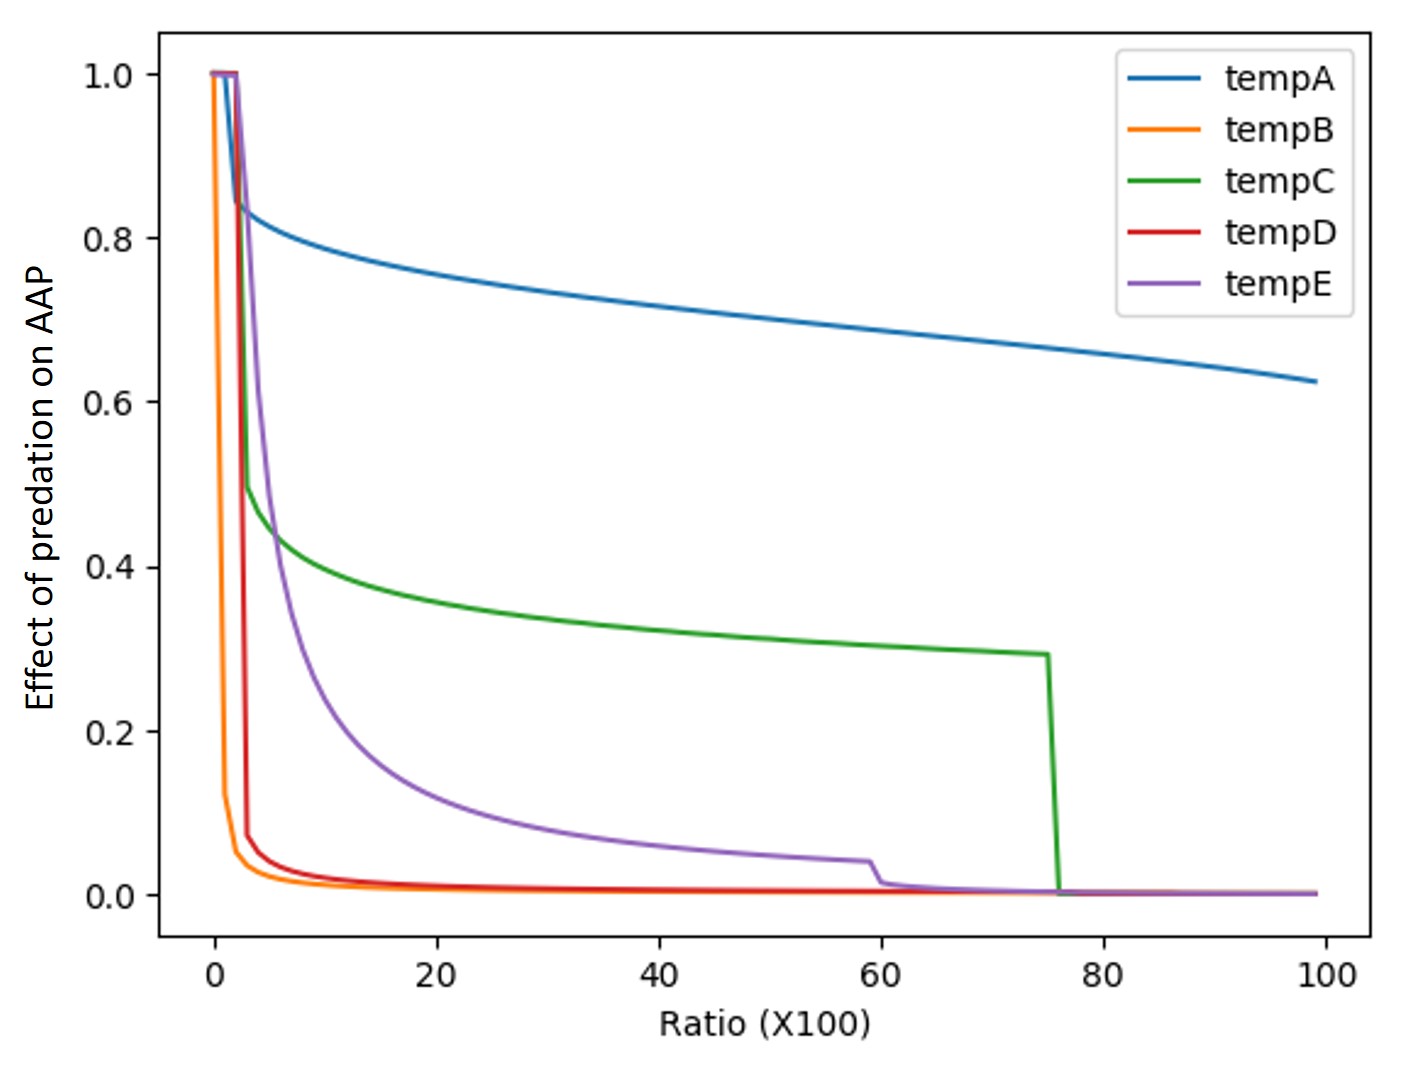 Effect of predation on AAP
1.0
0.8
0.6
0.4
0.2
0.0
0 20 40 60 80 100
Ratio (X100)
tempA
tempB
tempC
tempD
tempE